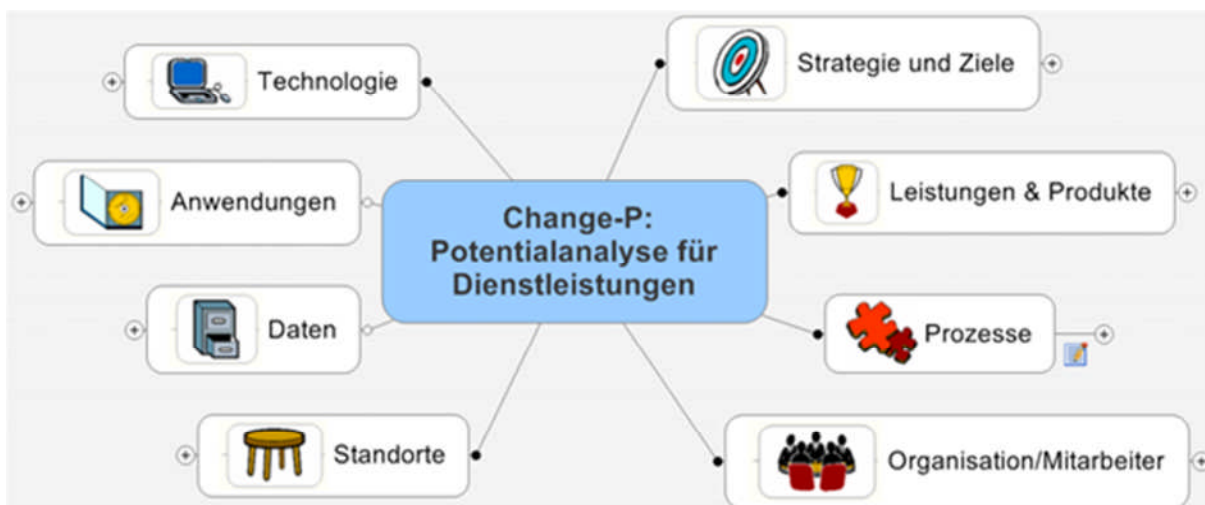 Technologie
Strategie und Ziele
Anwendungen
Leistungen & Produkte
Change-P:
Potentialanalyse für
Dienstleistungen
Daten
Prozesse
Standorte
Organisation/Mitarbeiter